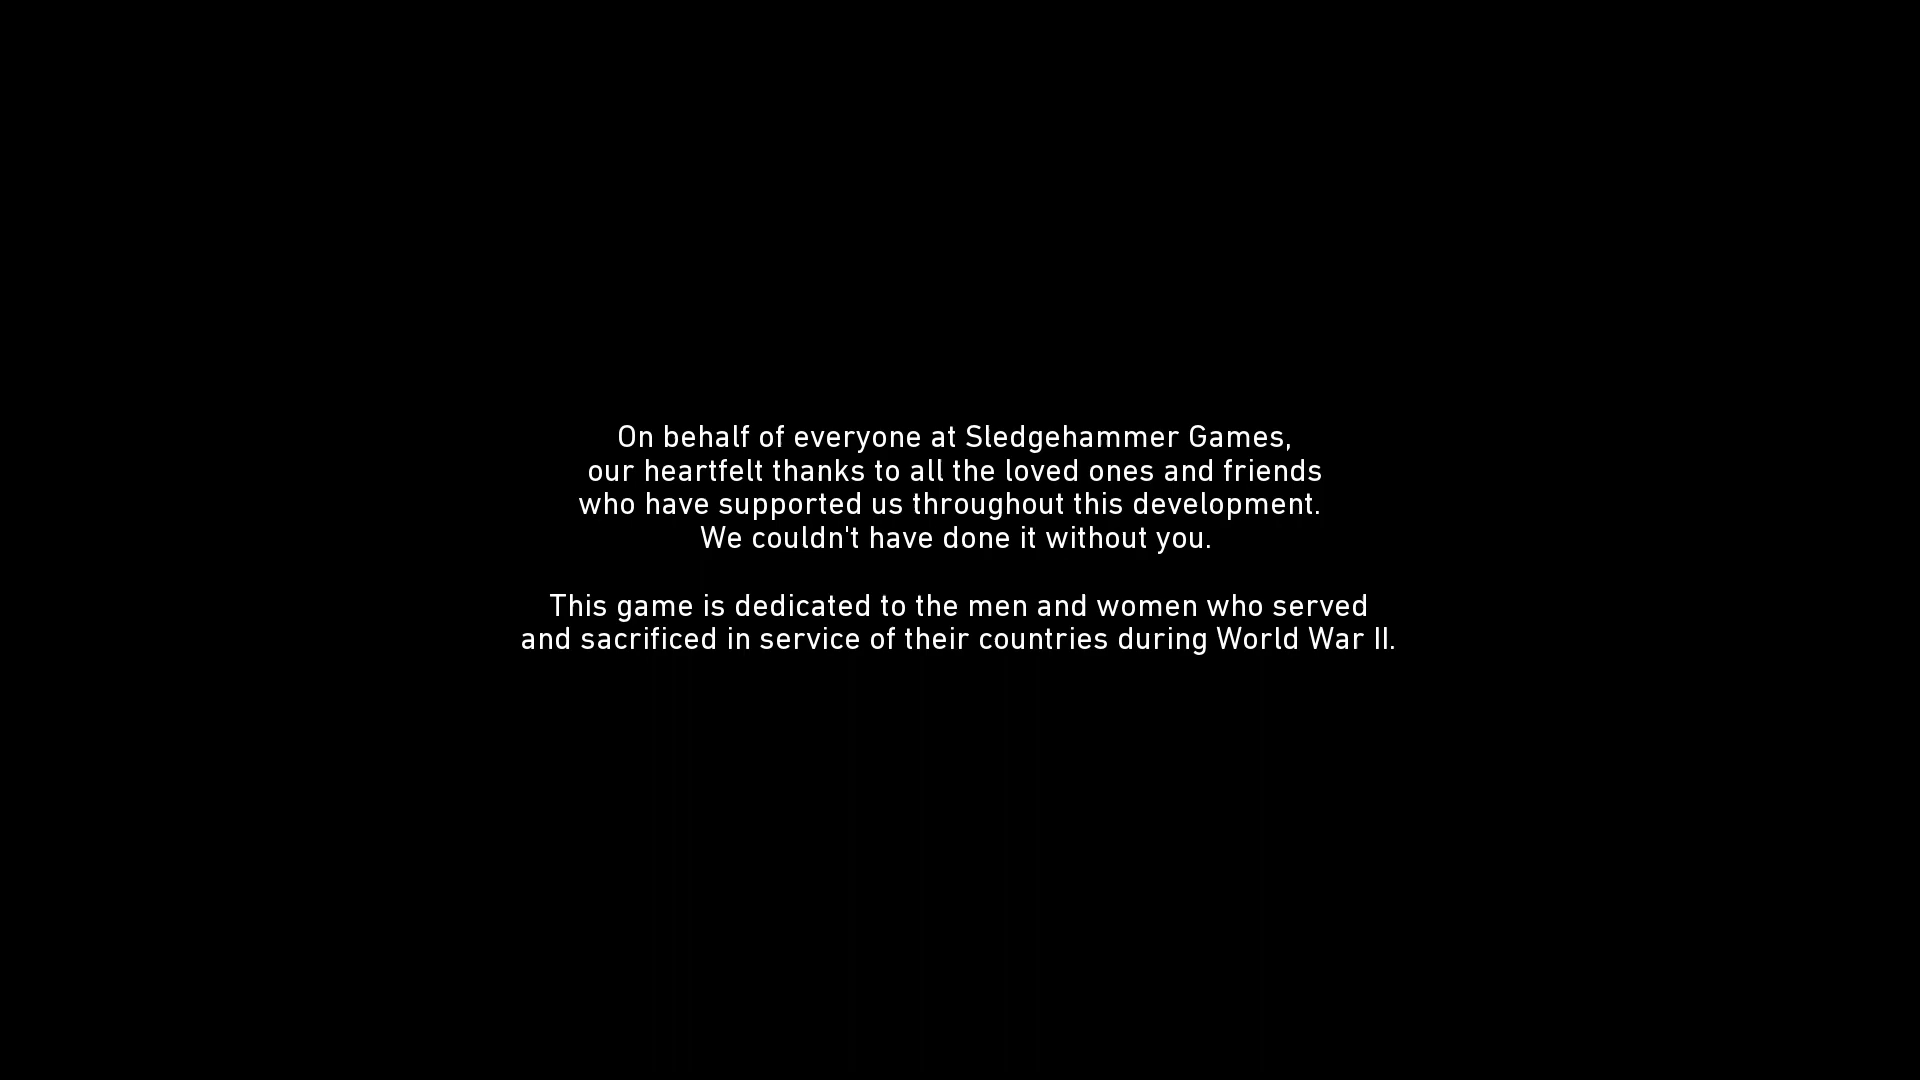 On behalf of everyone at Sledgehammer Games,
our heartfelt thanks to all the loved ones and friends
who have supported us throughout this development.
We couldn't have done it without you.
This game is dedicated to the men and women who served
and sacrificed in service of their countries during World War II.